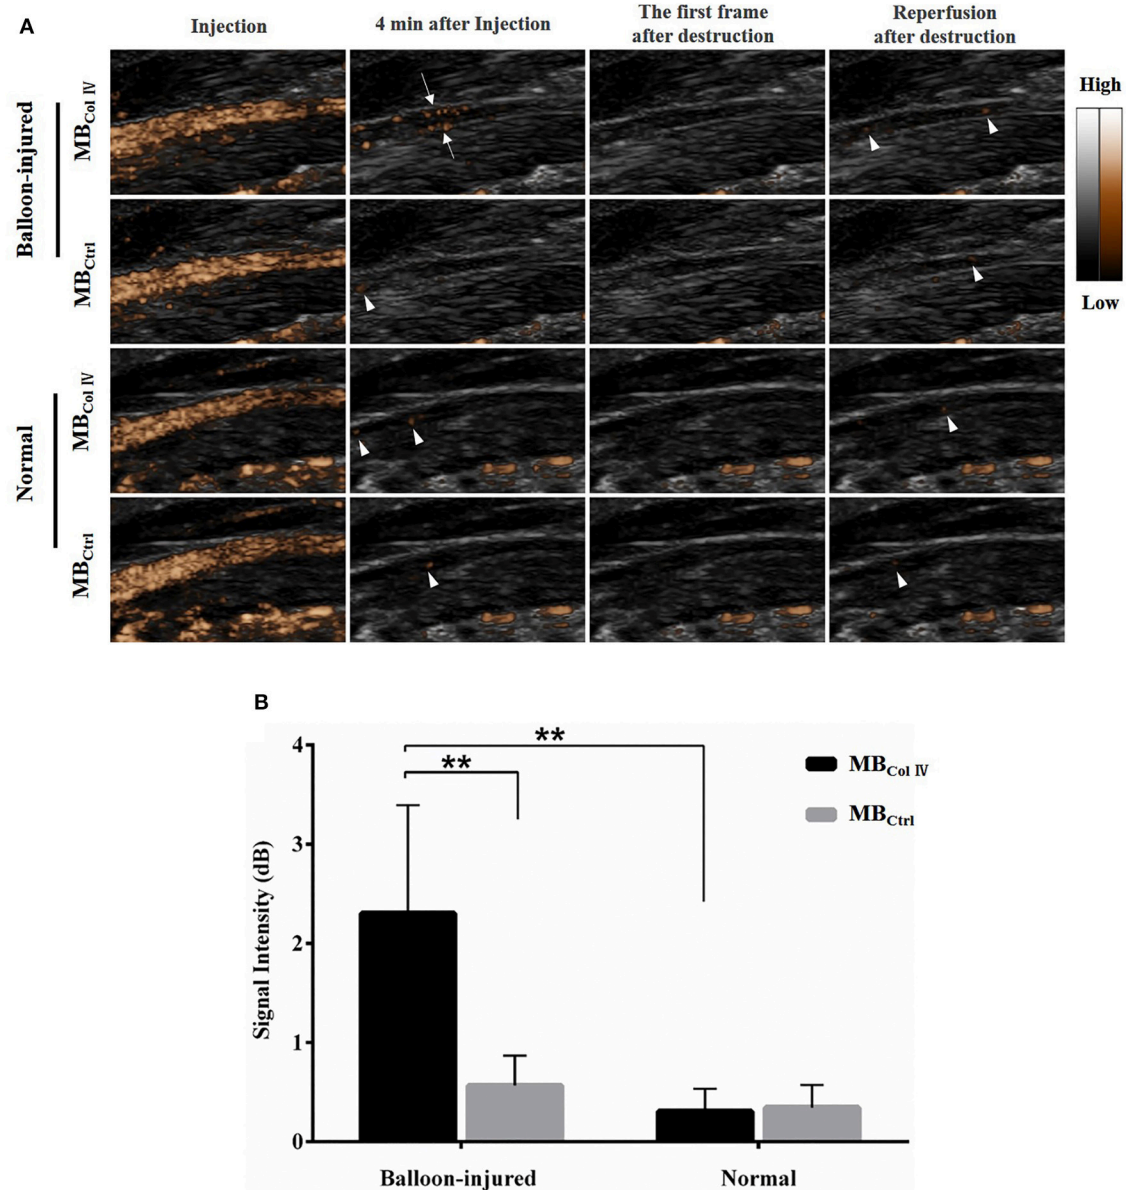 A
Injection
4 min after Injection
The first frame
after destruction
Reperfusion
after destruction
Balloon-injured
MBCol Ⅳ
MBCtrl
Normal
MBCol Ⅳ
MBCtrl
High
Low
B
**
**
MBCol Ⅳ
MBCtrl
Signal Intensity (dB)
4
3
2
1
0
Balloon-injured
Normal